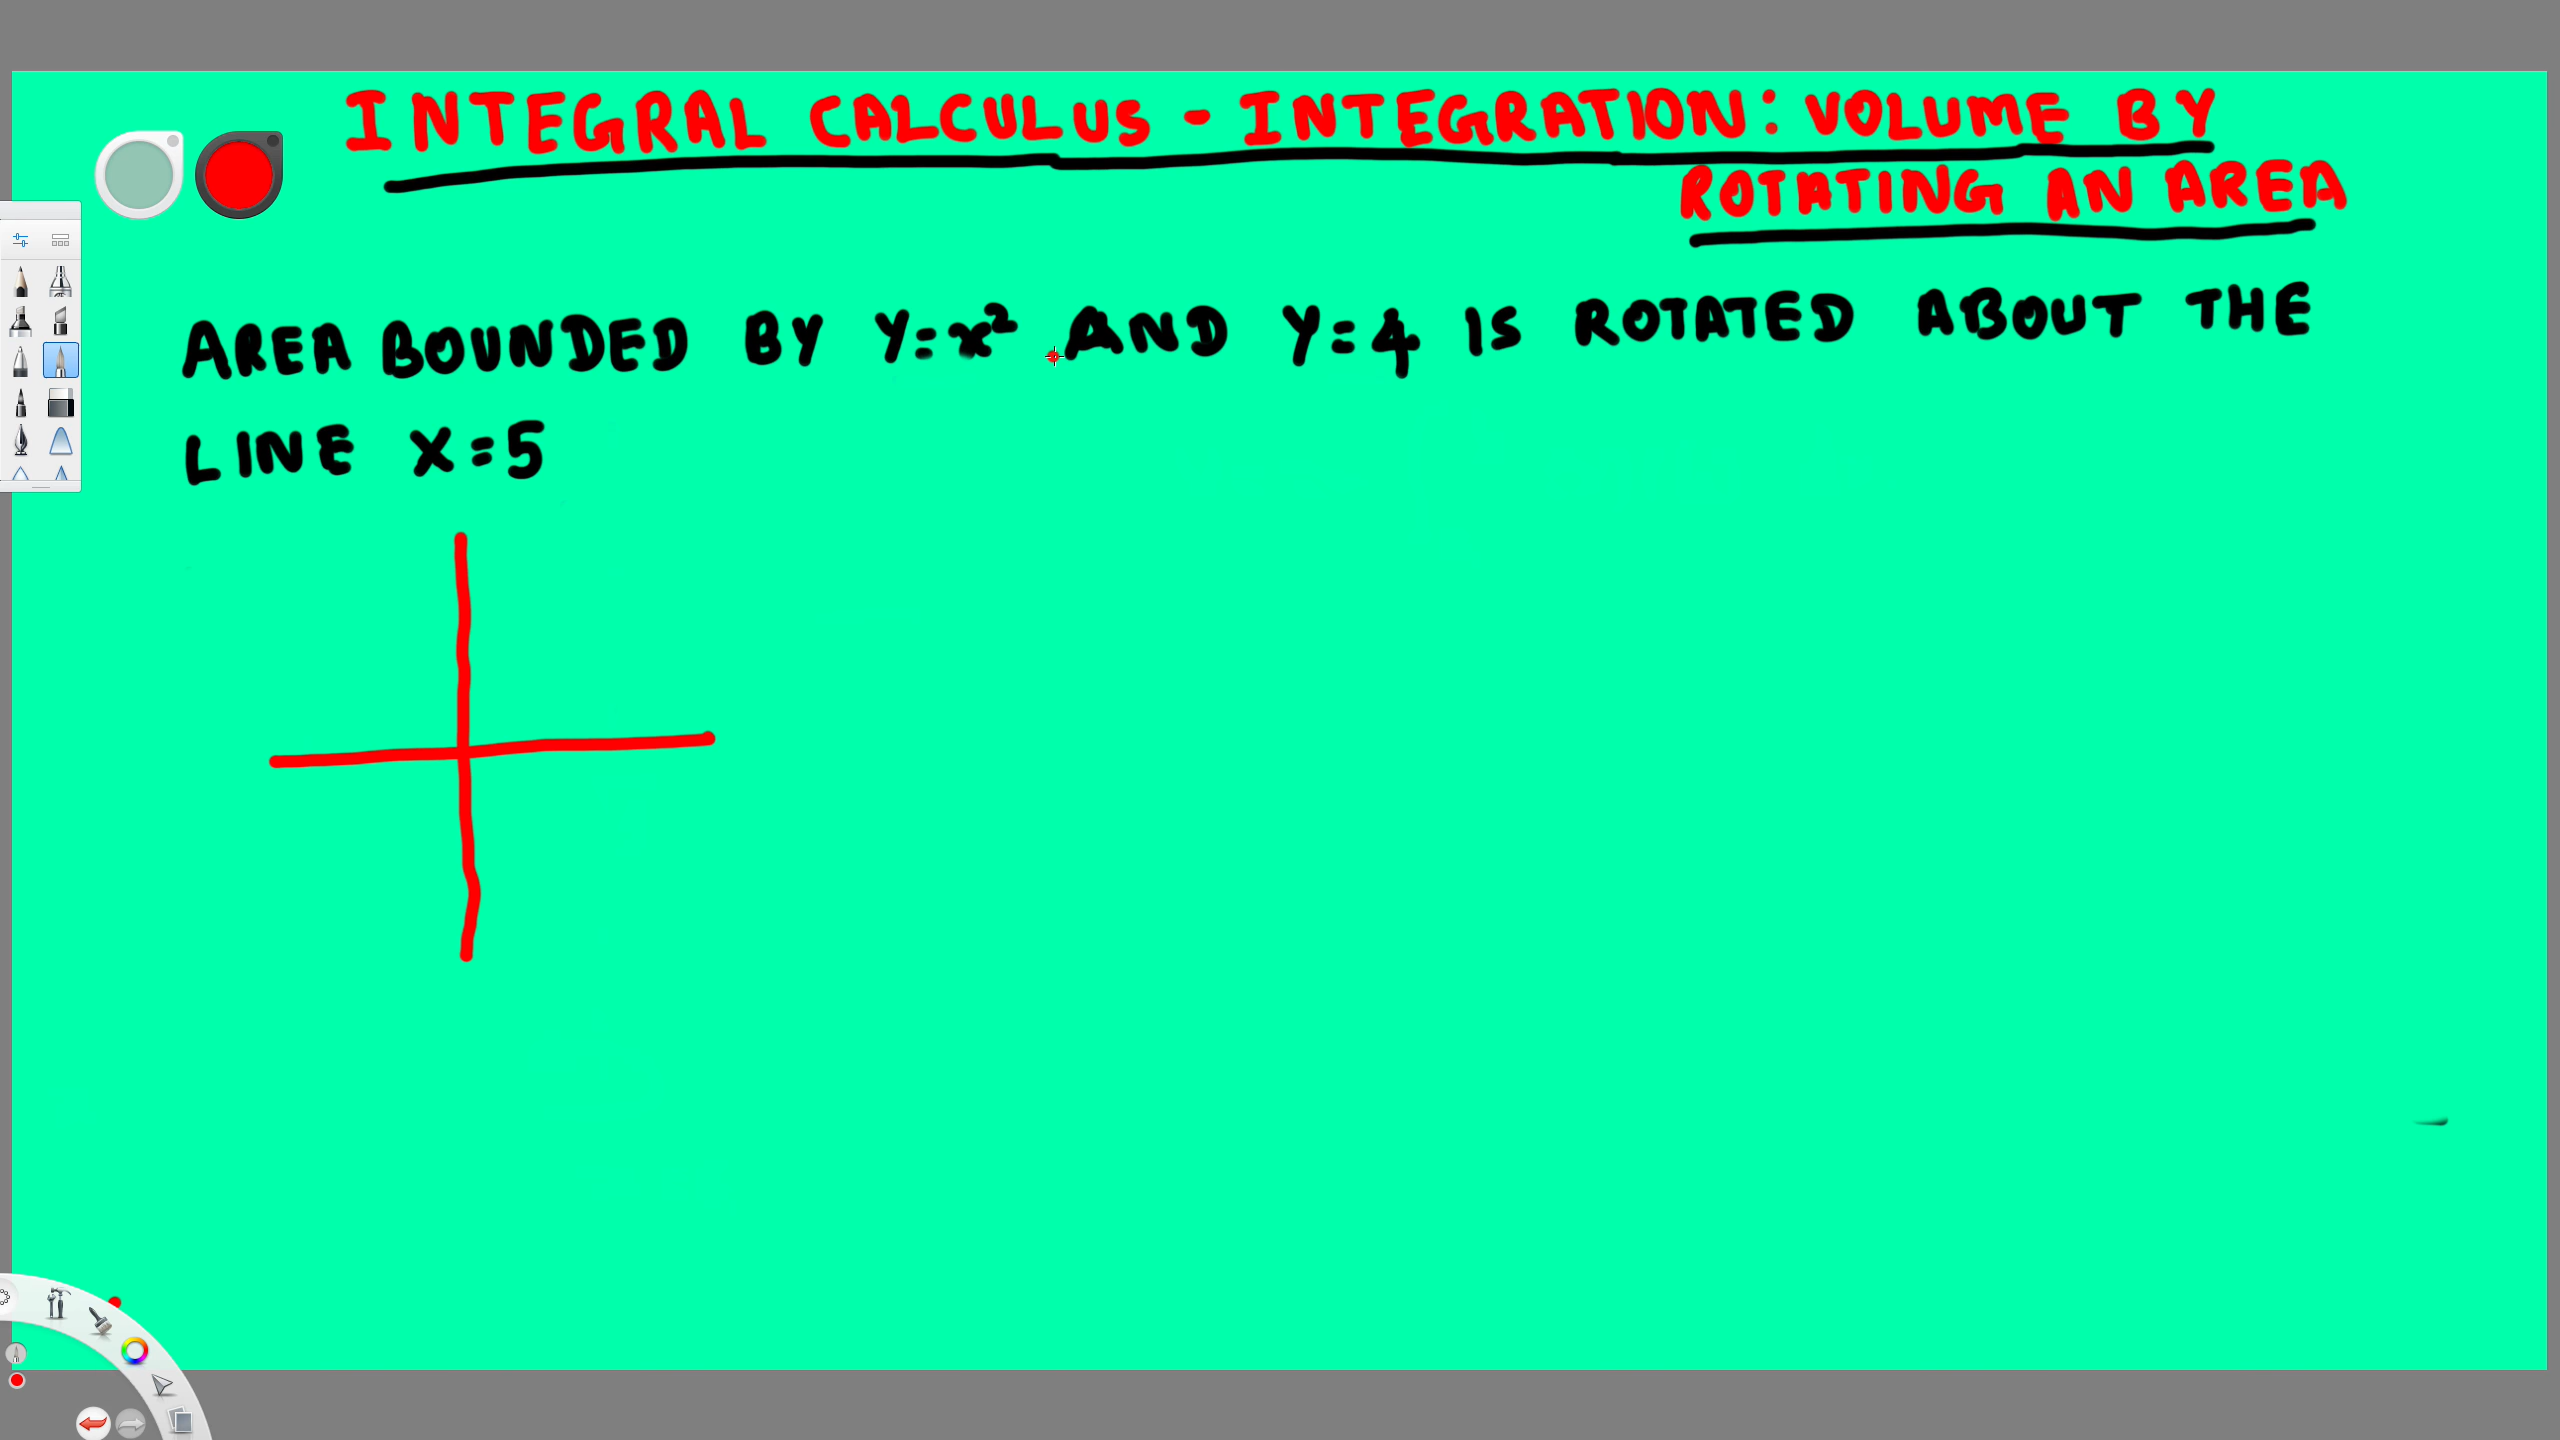 INTEGRAL CALCULUS - INTEGRATION: VOLUME BY
ROTATING AN AREA
AREA BOUNDED BY Y=x² AND Y=4 IS ROTATED ABOUT THE
LINE X=5